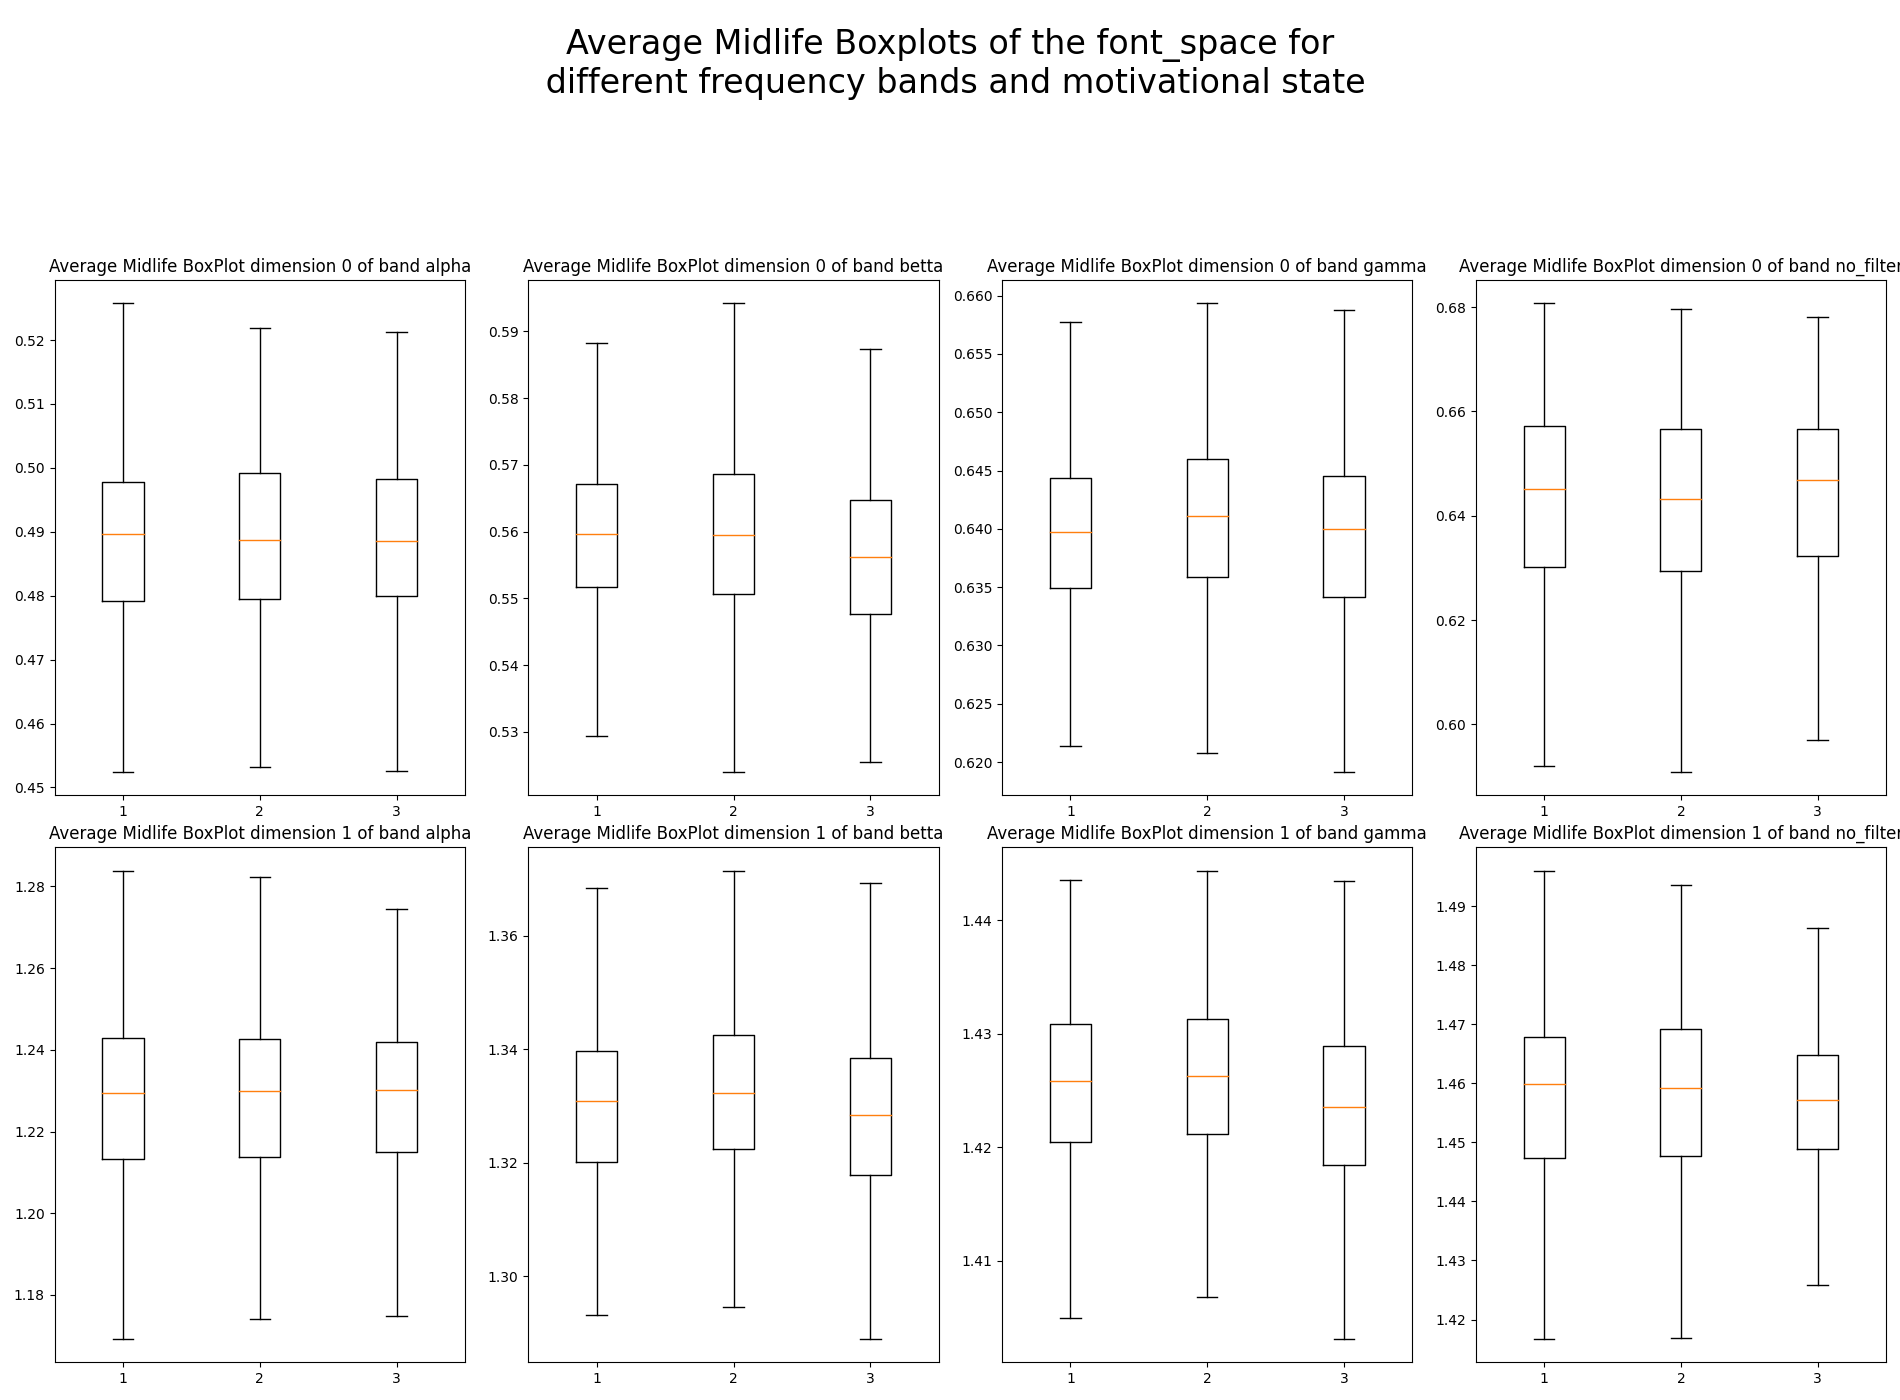 Average Midlife Boxplots of the font_space for
different frequency bands and motivational state
Average Midlife BoxPlot dimension 0 of band alpha
0.52
0.51
0.50
0.49
0.48
0.47
0.46
0.45
1 2 3
Average Midlife BoxPlot dimension 0 of band betta
0.59
0.58
0.57
0.56
0.55
0.54
0.53
1 2 3
Average Midlife BoxPlot dimension 0 of band gamma
0.660
0.655
0.650
0.645
0.640
0.635
0.630
0.625
0.620
1 2 3
Average Midlife BoxPlot dimension 0 of band no_filter
0.68
0.66
0.64
0.62
0.60
1 2 3
Average Midlife BoxPlot dimension 1 of band alpha
1.28
1.26
1.24
1.22
1.20
1.18
1 2 3
Average Midlife BoxPlot dimension 1 of band betta
1.36
1.34
1.32
1.30
1 2 3
Average Midlife BoxPlot dimension 1 of band gamma
1.44
1.43
1.42
1.41
1 2 3
Average Midlife BoxPlot dimension 1 of band no_filter
1.49
1.48
1.47
1.46
1.45
1.44
1.43
1.42
1 2 3